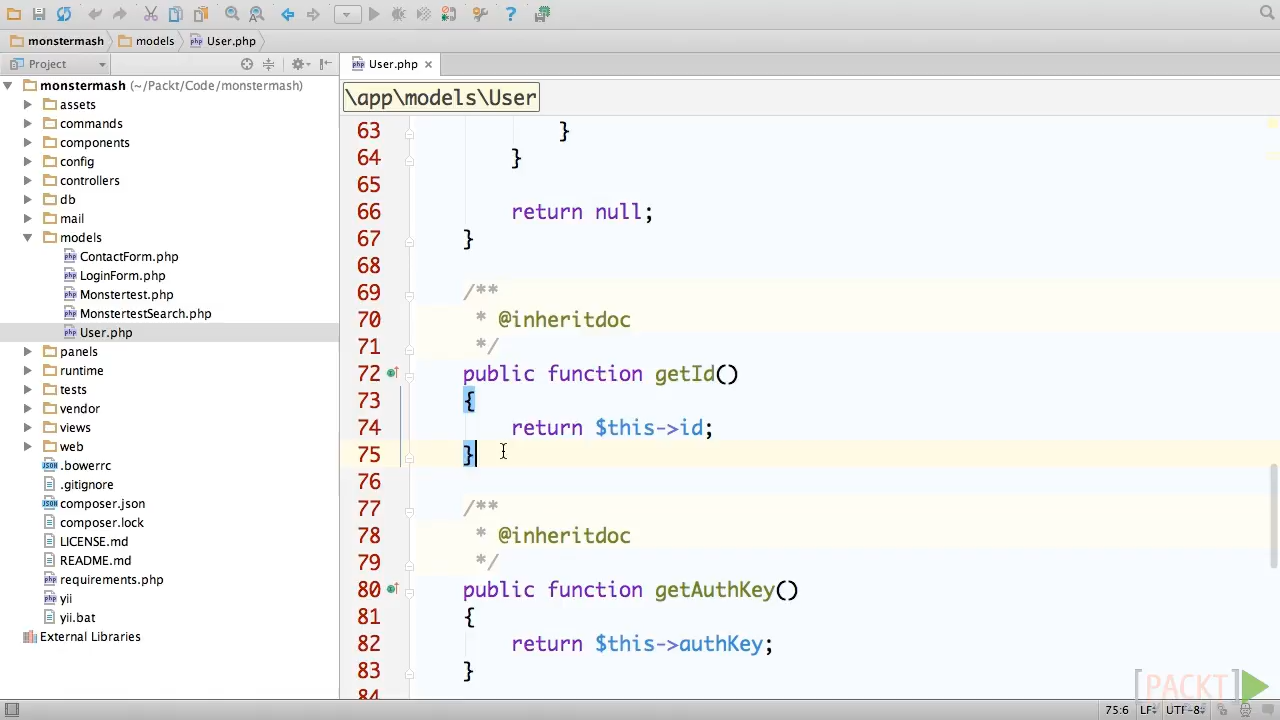 monstermash models User.php
Project
User.php
\app\models\User
monstermash (~/Packt/Code/monstermash)
assets
commands
components
config
controllers
db
mail
models
ContactForm.php
LoginForm.php
Monstertest.php
MonstertestSearch.php
User.php
panels
runtime
tests
vendor
views
web
.bowerrc
.gitignore
composer.json
composer.lock
LICENSE.md
README.md
requirements.php
yii
yii.bat
External Libraries
63 }
64 }
65
66 return null;
67 }
68
69 /**
70 * @inheritdoc
71 */
72 public function getId()
73 {
74 return $this->id;
75 }
76
77 /**
78 * @inheritdoc
79 */
80 public function getAuthKey()
81 {
82 return $this->authKey;
83 }
84
[PACKT]
75:6 LF÷ UTF-8÷